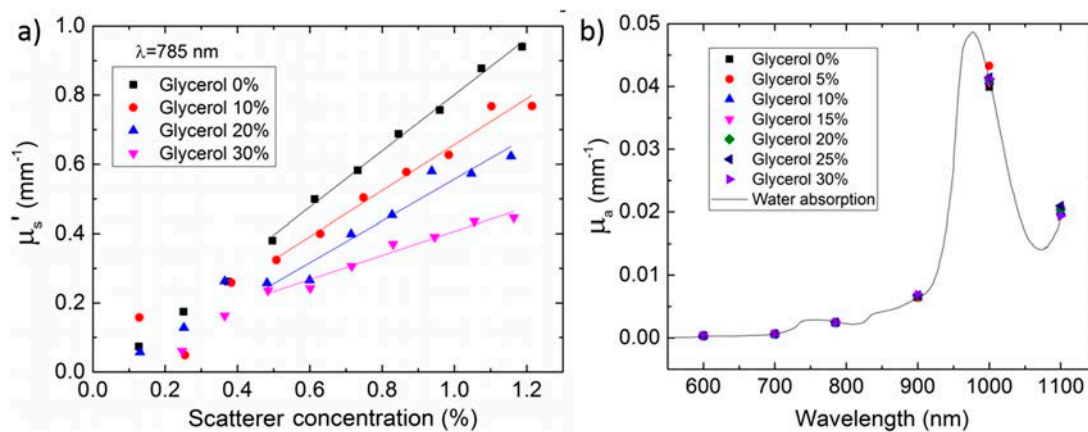 a)
λ=785 nm
Glycerol 0%
Glycerol 10%
Glycerol 20%
Glycerol 30%
1.0
0.8
0.6
0.4
0.2
0.0
μs' (mm⁻¹)
0.0 0.2 0.4 0.6 0.8 1.0 1.2
Scatterer concentration (%)
b)
Glycerol 0%
Glycerol 5%
Glycerol 10%
Glycerol 15%
Glycerol 20%
Glycerol 25%
Glycerol 30%
Water absorption
0.05
0.04
0.03
0.02
0.01
0.00
μa (mm⁻¹)
600 700 800 900 1000 1100
Wavelength (nm)